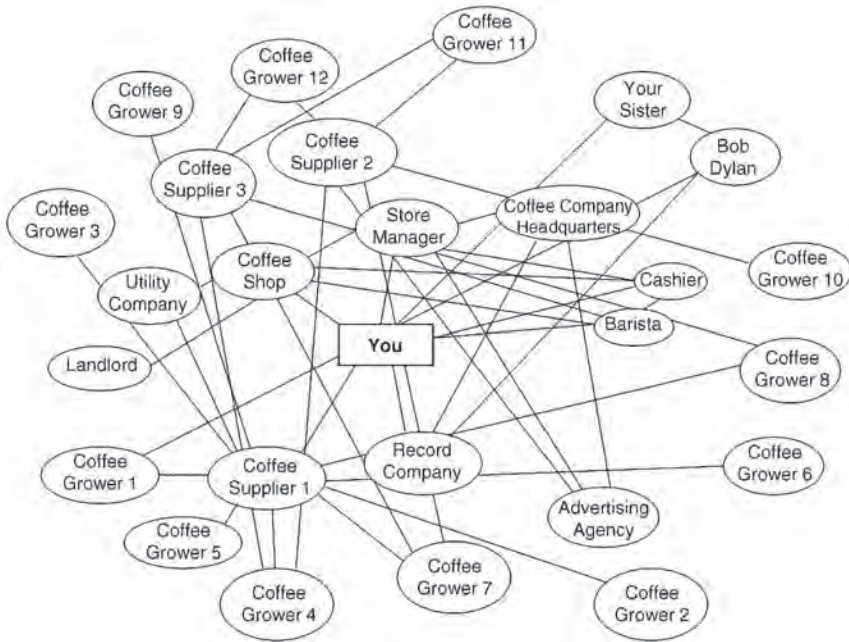 Coffee
Grower 11
Coffee
Grower 12
Coffee
Grower 9
Your
Sister
Coffee
Supplier 2
Bob
Dylan
Coffee
Supplier 3
Coffee
Grower 3
Store
Manager
Coffee Company
Headquarters
Coffee
Shop
Coffee
Grower 10
Cashier
Utility
Company
Barista
You
Landlord
Coffee
Grower 8
Coffee
Grower 1
Coffee
Supplier 1
Record
Company
Coffee
Grower 6
Advertising
Agency
Coffee
Grower 5
Coffee
Grower 4
Coffee
Grower 7
Coffee
Grower 2